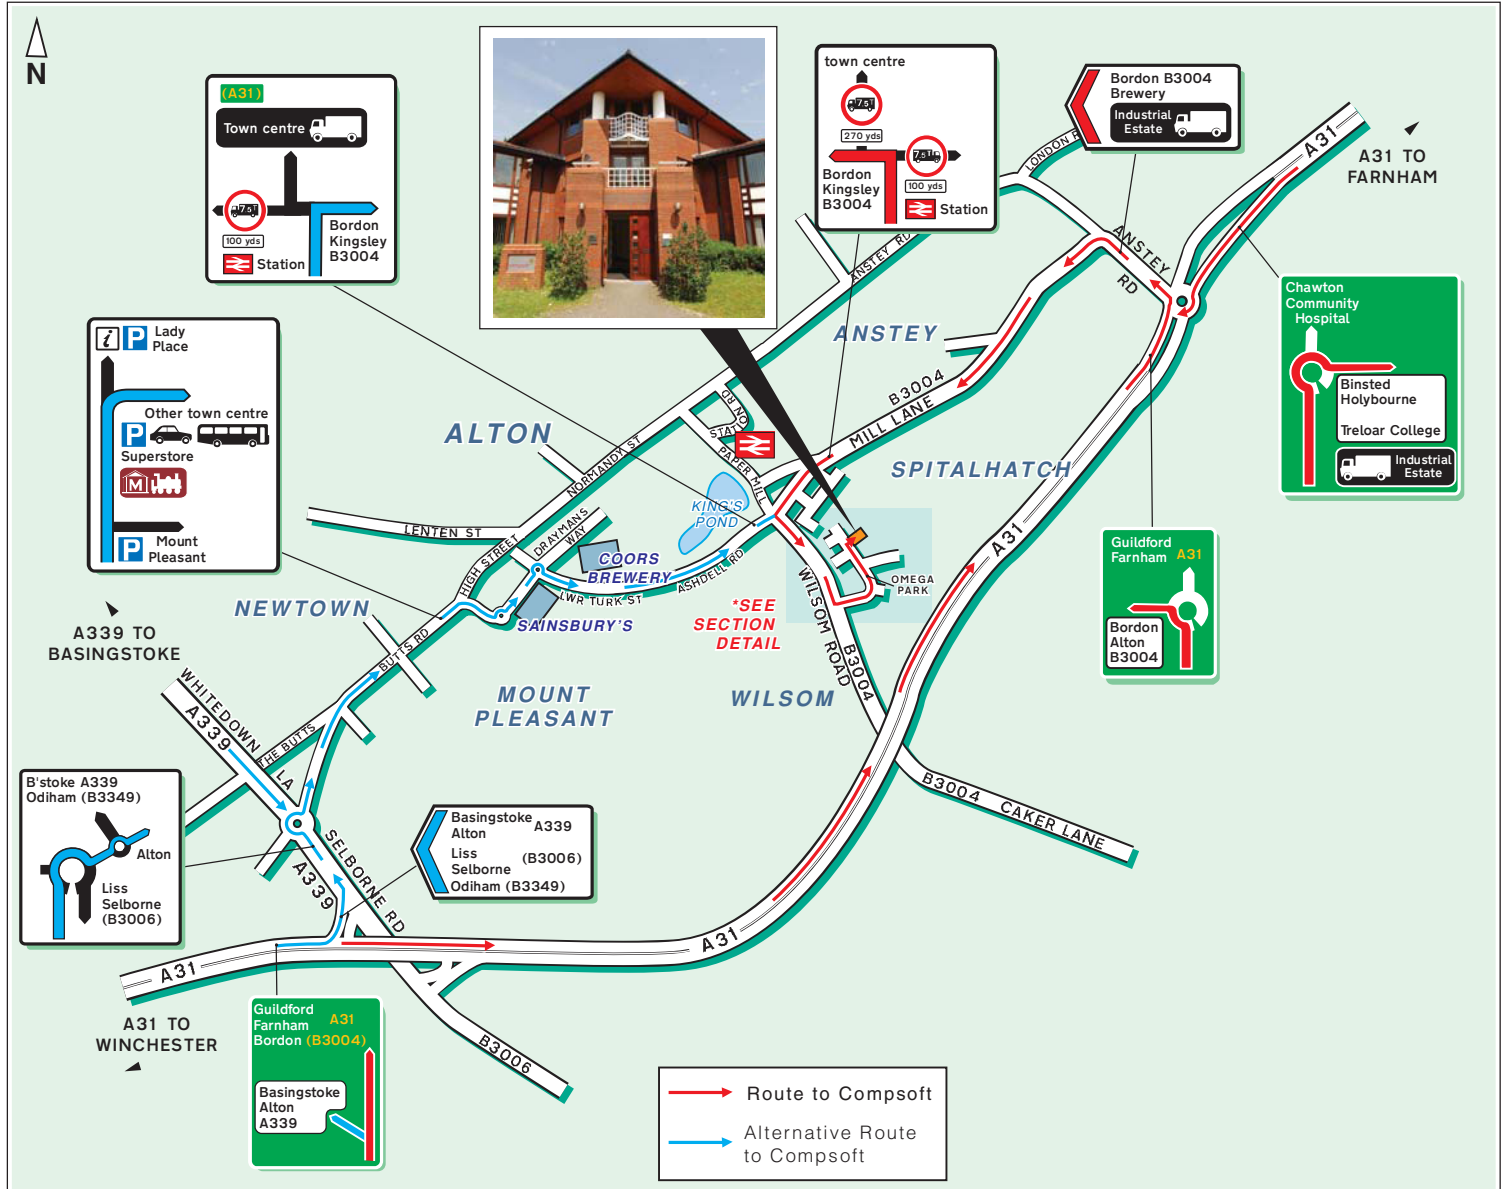 N
(A31)
Town centre
7.5T
100 yds
Station
Bordon
Kingsley
B3004
town centre
7.5T
270 yds
7.5T
Bordon
Kingsley
B3004
100 yds
Station
Bordon B3004
Brewery
Industrial
Estate
A31
A31 TO
FARNHAM
LONDON R
ANSTEY RD
ANSTEY
RD
Chawton
Community
Hospital
Binsted
Holybourne
Treloar College
Industrial
Estate
i P Lady
Place
Other town centre
P
Superstore
M
P Mount
Pleasant
ANSTEY
B3004
MILL LANE
ALTON
STATION RD
PAPER MILL
NORMANDY ST
SPITALHATCH
KING'S
POND
LENTEN ST
DRAYMANS
WAY
HIGH STREET
COORS
BREWERY
ASHDELL RD
LWR TURK ST
SAINSBURY'S
A31
Guildford
Farnham A31
Bordon
Alton
B3004
OMEGA
PARK
*SEE
SECTION
DETAIL
WILSOM ROAD
B3004
NEWTOWN
A339 TO
BASINGSTOKE
BUTTS RD
WHITEDOWN
LA
A339
THE BUTTS
MOUNT
PLEASANT
WILSOM
B3004 CAKER LANE
B'stoke A339
Odiham (B3349)
Alton
Liss
Selborne
(B3006)
SELBORNE RD
A339
Basingstoke
Alton A339
Liss
Selborne (B3006)
Odiham (B3349)
A31
A31
A31 TO
WINCHESTER
Guildford
Farnham A31
Bordon (B3004)
Basingstoke
Alton
A339
B3006
Route to Compsoft
Alternative Route
to Compsoft